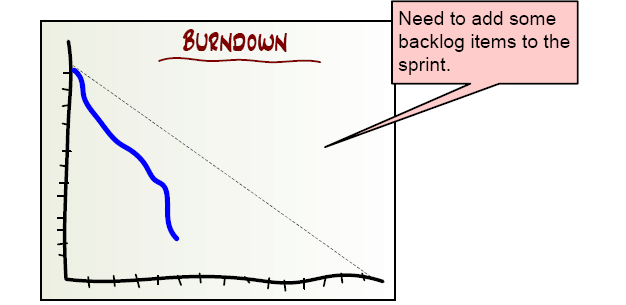 BURNDOWN
Need to add some
backlog items to the
sprint.